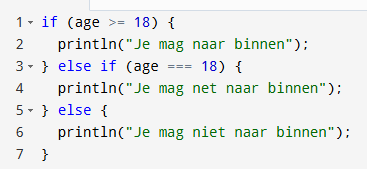 1 if (age >= 18) {
2   println("Je mag naar binnen");
3 } else if (age === 18) {
4   println("Je mag net naar binnen");
5 } else {
6   println("Je mag niet naar binnen");
7 }